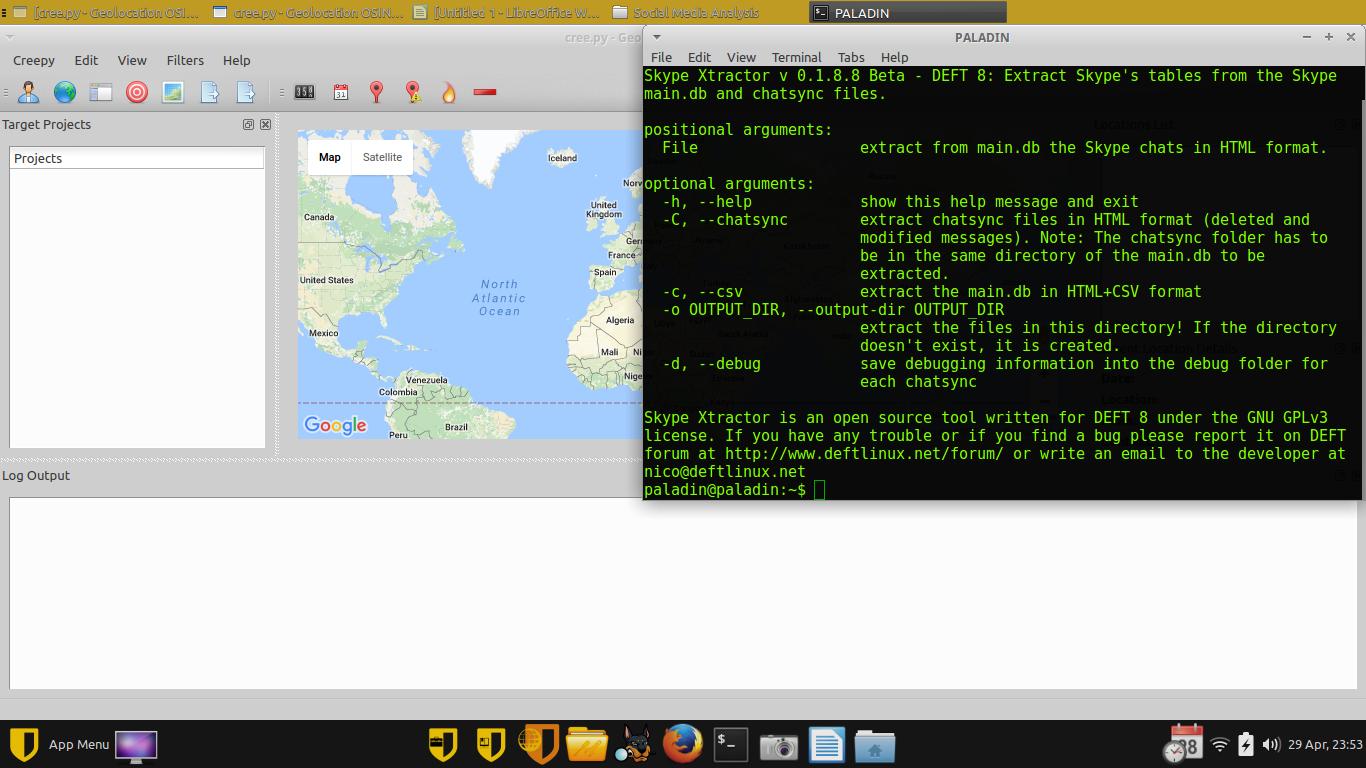 [cree.py - Geolocation OSI...
cree.py - Geolocation OSIN...
[Untitled 1 - LibreOffice W...
Social Media Analysis
PALADIN
cree.py - Geo
Creepy Edit View Filters Help
Target Projects
Projects
Map Satellite
Iceland
Norw
Canada
United Kingdom
Germ
France
United States
Spain
North
Atlantic
Ocean
Algeria
Mexico
Mali
Nige
Venezuela
Colombia
Brazil
Peru
Google
Log Output
PALADIN
File Edit View Terminal Tabs Help
Skype Xtractor v 0.1.8.8 Beta - DEFT 8: Extract Skype's tables from the Skype
main.db and chatsync files.
positional arguments:
File extract from main.db the Skype chats in HTML format.
optional arguments:
-h, --help show this help message and exit
-C, --chatsync extract chatsync files in HTML format (deleted and
modified messages). Note: The chatsync folder has to
be in the same directory of the main.db to be
extracted.
-c, --csv extract the main.db in HTML+CSV format
-o OUTPUT_DIR, --output-dir OUTPUT_DIR
extract the files in this directory! If the directory
doesn't exist, it is created.
-d, --debug save debugging information into the debug folder for
each chatsync
Skype Xtractor is an open source tool written for DEFT 8 under the GNU GPLv3
license. If you have any trouble or if you find a bug please report it on DEFT
forum at http://www.deftlinux.net/forum/ or write an email to the developer at
nico@deftlinux.net
paladin@paladin:~$
Locations List
Location Details
Date:
Location:
App Menu
29 Apr, 23:53